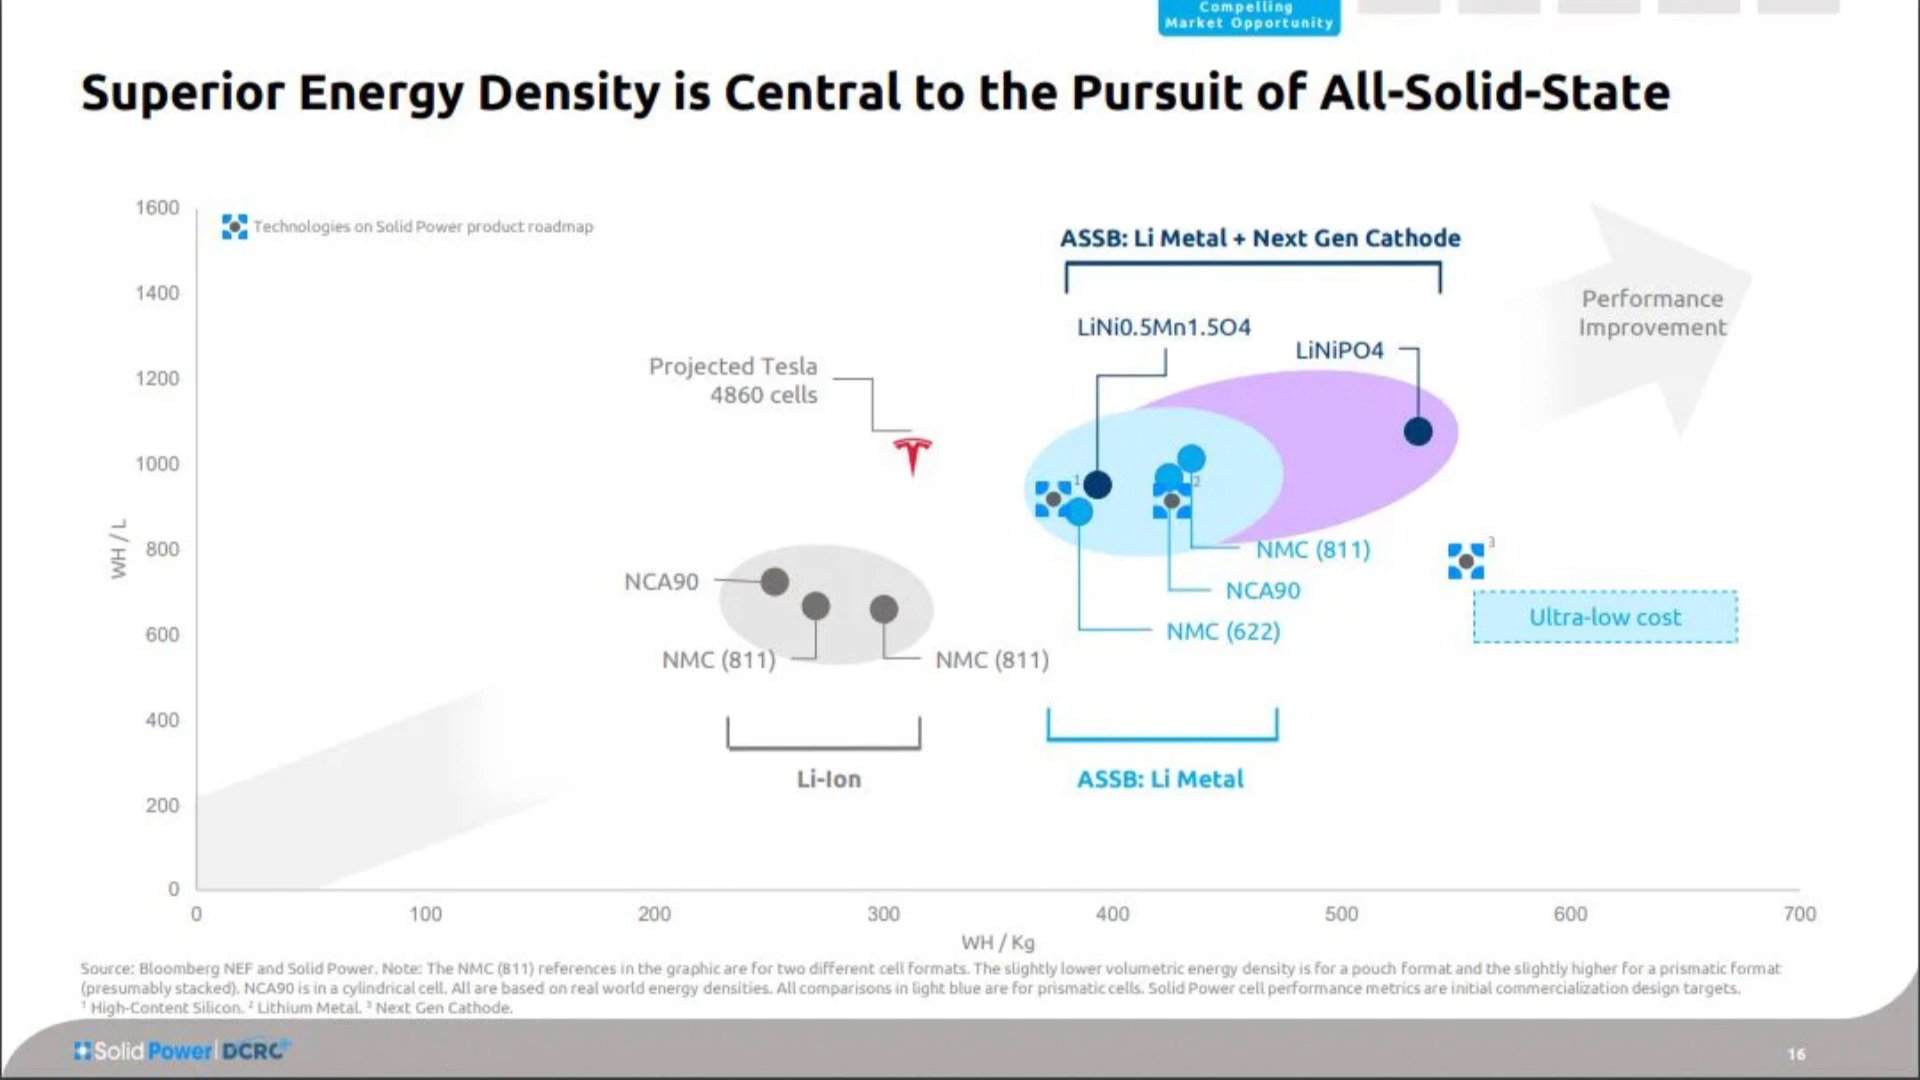 Compelling
Market Opportunity
Superior Energy Density is Central to the Pursuit of All-Solid-State
1600
Technologies on Solid Power product roadmap
ASSB: Li Metal + Next Gen Cathode
1400
Performance
Improvement
LiNi0.5Mn1.5O4
LiNiPO4
Projected Tesla
4860 cells
1200
1000
1
2
WH / L
800
NMC (811)
3
NCA90
NCA90
Ultra-low cost
600
NMC (622)
NMC (811)
NMC (811)
400
Li-Ion
ASSB: Li Metal
200
0
0
100
200
300
400
500
600
700
WH / Kg
Source: Bloomberg NEF and Solid Power. Note: The NMC (811) references in the graphic are for two different cell formats. The slightly lower volumetric energy density is for a pouch format and the slightly higher for a prismatic format
(presumably stacked). NCA90 is in a cylindrical cell. All are based on real world energy densities. All comparisons in light blue are for prismatic cells. Solid Power cell performance metrics are initial commercialization design targets.
¹ High-Content Silicon. ² Lithium Metal. ³ Next Gen Cathode.
Solid Power DCRC
16